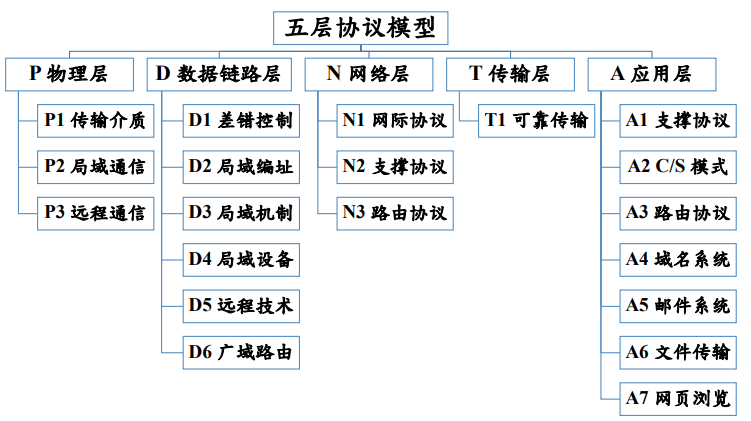 五层协议模型
P 物理层
P1 传输介质
P2 局域通信
P3 远程通信
D 数据链路层
D1 差错控制
D2 局域编址
D3 局域机制
D4 局域设备
D5 远程技术
D6 广域路由
N 网络层
N1 网际协议
N2 支撑协议
N3 路由协议
T 传输层
T1 可靠传输
A 应用层
A1 支撑协议
A2 C/S 模式
A3 路由协议
A4 域名系统
A5 邮件系统
A6 文件传输
A7 网页浏览